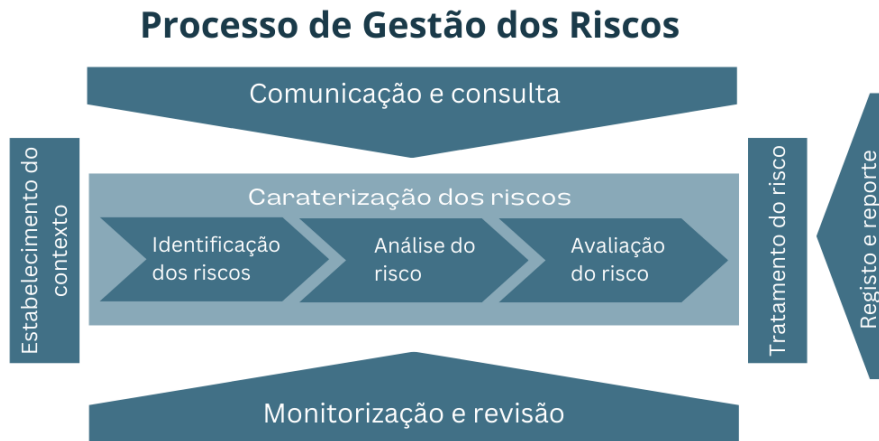 Processo de Gestão dos Riscos
Comunicação e consulta
Estabelecimento do
contexto
Caraterização dos riscos
Identificação
dos riscos
Análise do
risco
Avaliação
do risco
Tratamento do risco
Registo e reporte
Monitorização e revisão